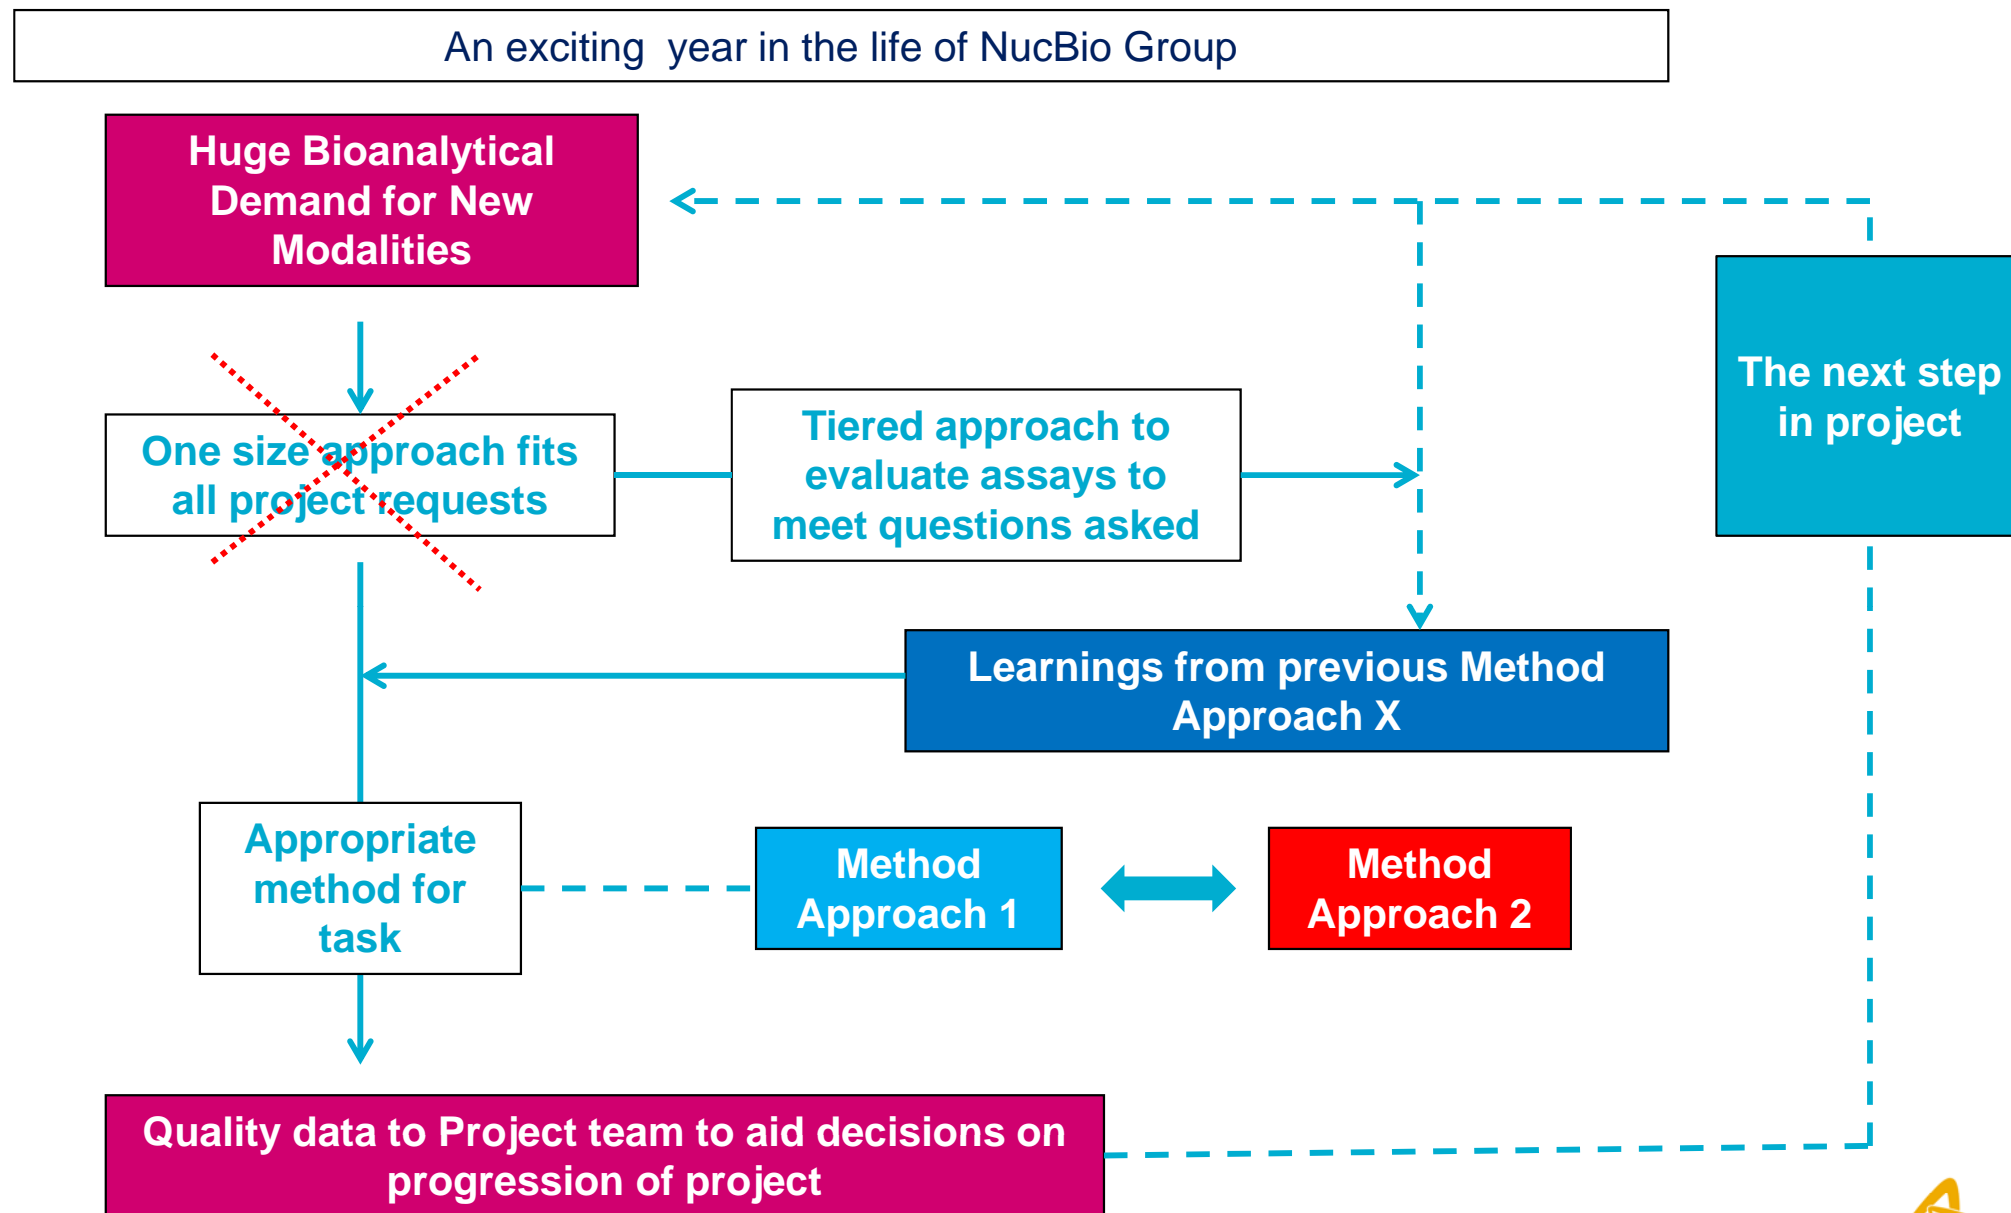 An exciting  year in the life of NucBio Group
Huge Bioanalytical
Demand for New
Modalities
The next step
in project
One size approach fits
all project requests
Tiered approach to
evaluate assays to
meet questions asked
Learnings from previous Method
Approach X
Appropriate
method for
task
Method
Approach 1
Method
Approach 2
Quality data to Project team to aid decisions on
progression of project